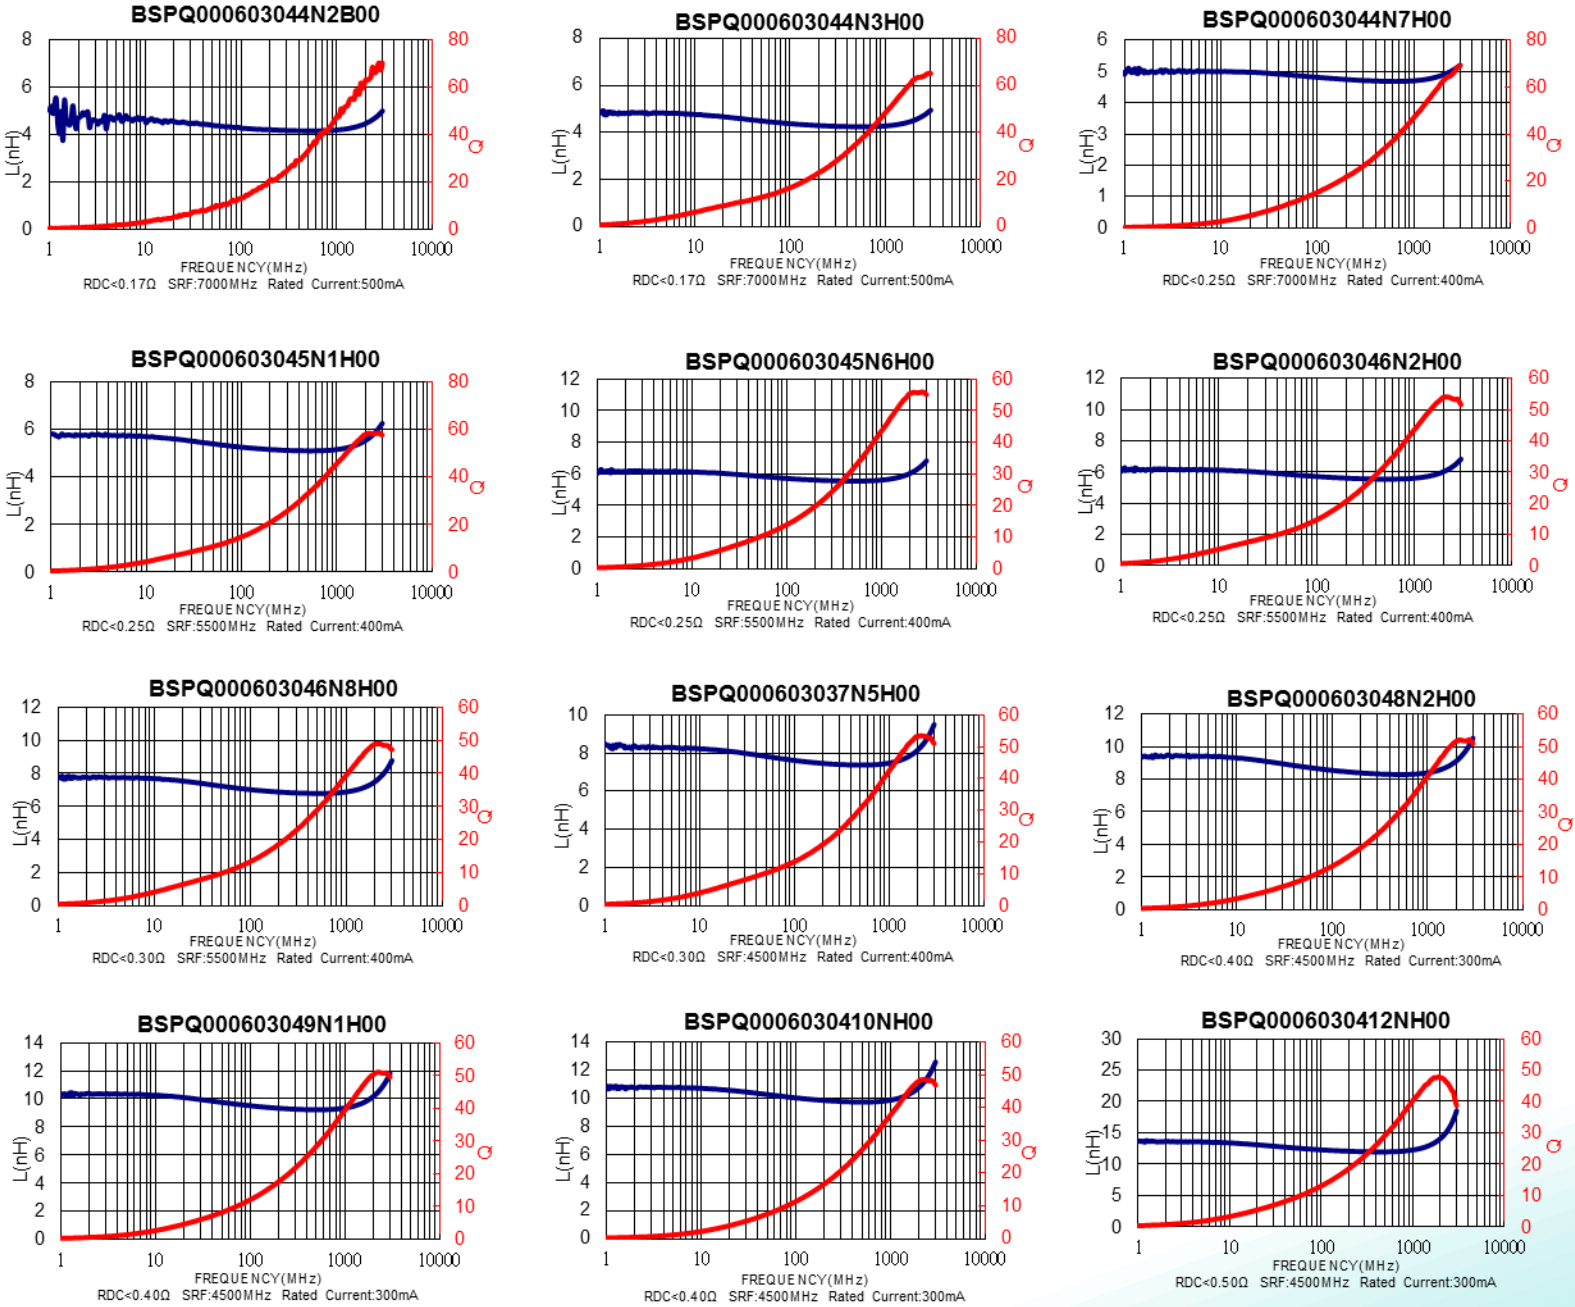 BSPQ000603044N2B00
8
6
4
2
0
L(nH)
80
60
40
20
0
Q
1 10 100 1000 10000
FREQUENCY(MHz)
RDC<0.17Ω SRF:7000MHz Rated Current:500mA
BSPQ000603044N3H00
8
6
4
2
0
L(nH)
80
60
40
20
0
Q
1 10 100 1000 10000
FREQUENCY(MHz)
RDC<0.17Ω SRF:7000MHz Rated Current:500mA
BSPQ000603044N7H00
6
5
4
3
2
1
0
L(nH)
80
60
40
20
0
Q
1 10 100 1000 10000
FREQUENCY(MHz)
RDC<0.25Ω SRF:7000MHz Rated Current:400mA
BSPQ000603045N1H00
8
6
4
2
0
L(nH)
80
60
40
20
0
Q
1 10 100 1000 10000
FREQUENCY(MHz)
RDC<0.25Ω SRF:5500MHz Rated Current:400mA
BSPQ000603045N6H00
12
10
8
6
4
2
0
L(nH)
60
50
40
30
20
10
0
Q
1 10 100 1000 10000
FREQUENCY(MHz)
RDC<0.25Ω SRF:5500MHz Rated Current:400mA
BSPQ000603046N2H00
12
10
8
6
4
2
0
L(nH)
60
50
40
30
20
10
0
Q
1 10 100 1000 10000
FREQUENCY(MHz)
RDC<0.25Ω SRF:5500MHz Rated Current:400mA
BSPQ000603046N8H00
12
10
8
6
4
2
0
L(nH)
60
50
40
30
20
10
0
Q
1 10 100 1000 10000
FREQUENCY(MHz)
RDC<0.30Ω SRF:5500MHz Rated Current:400mA
BSPQ000603037N5H00
10
8
6
4
2
0
L(nH)
60
50
40
30
20
10
0
Q
1 10 100 1000 10000
FREQUENCY(MHz)
RDC<0.30Ω SRF:4500MHz Rated Current:400mA
BSPQ000603048N2H00
12
10
8
6
4
2
0
L(nH)
60
50
40
30
20
10
0
Q
1 10 100 1000 10000
FREQUENCY(MHz)
RDC<0.40Ω SRF:4500MHz Rated Current:300mA
BSPQ000603049N1H00
14
12
10
8
6
4
2
0
L(nH)
60
50
40
30
20
10
0
Q
1 10 100 1000 10000
FREQUENCY(MHz)
RDC<0.40Ω SRF:4500MHz Rated Current:300mA
BSPQ0006030410NH00
14
12
10
8
6
4
2
0
L(nH)
60
50
40
30
20
10
0
Q
1 10 100 1000 10000
FREQUENCY(MHz)
RDC<0.40Ω SRF:4500MHz Rated Current:300mA
BSPQ0006030412NH00
30
25
20
15
10
5
0
L(nH)
60
50
40
30
20
10
0
Q
1 10 100 1000 10000
FREQUENCY(MHz)
RDC<0.50Ω SRF:4500MHz Rated Current:300mA